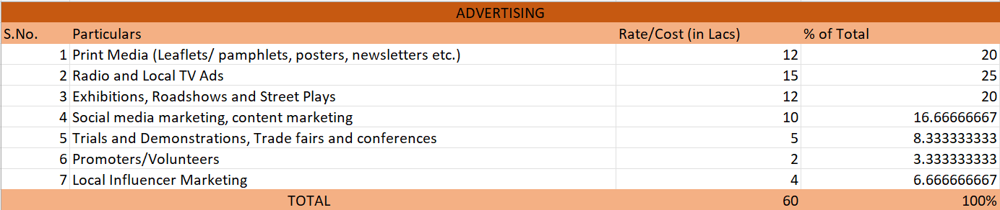 ADVERTISING
S.No. Particulars Rate/Cost (in Lacs) % of Total
1 Print Media (Leaflets/ pamphlets, posters, newsletters etc.) 12 20
2 Radio and Local TV Ads 15 25
3 Exhibitions, Roadshows and Street Plays 12 20
4 Social media marketing, content marketing 10 16.66666667
5 Trials and Demonstrations, Trade fairs and conferences 5 8.333333333
6 Promoters/Volunteers 2 3.333333333
7 Local Influencer Marketing 4 6.666666667
TOTAL 60 100%